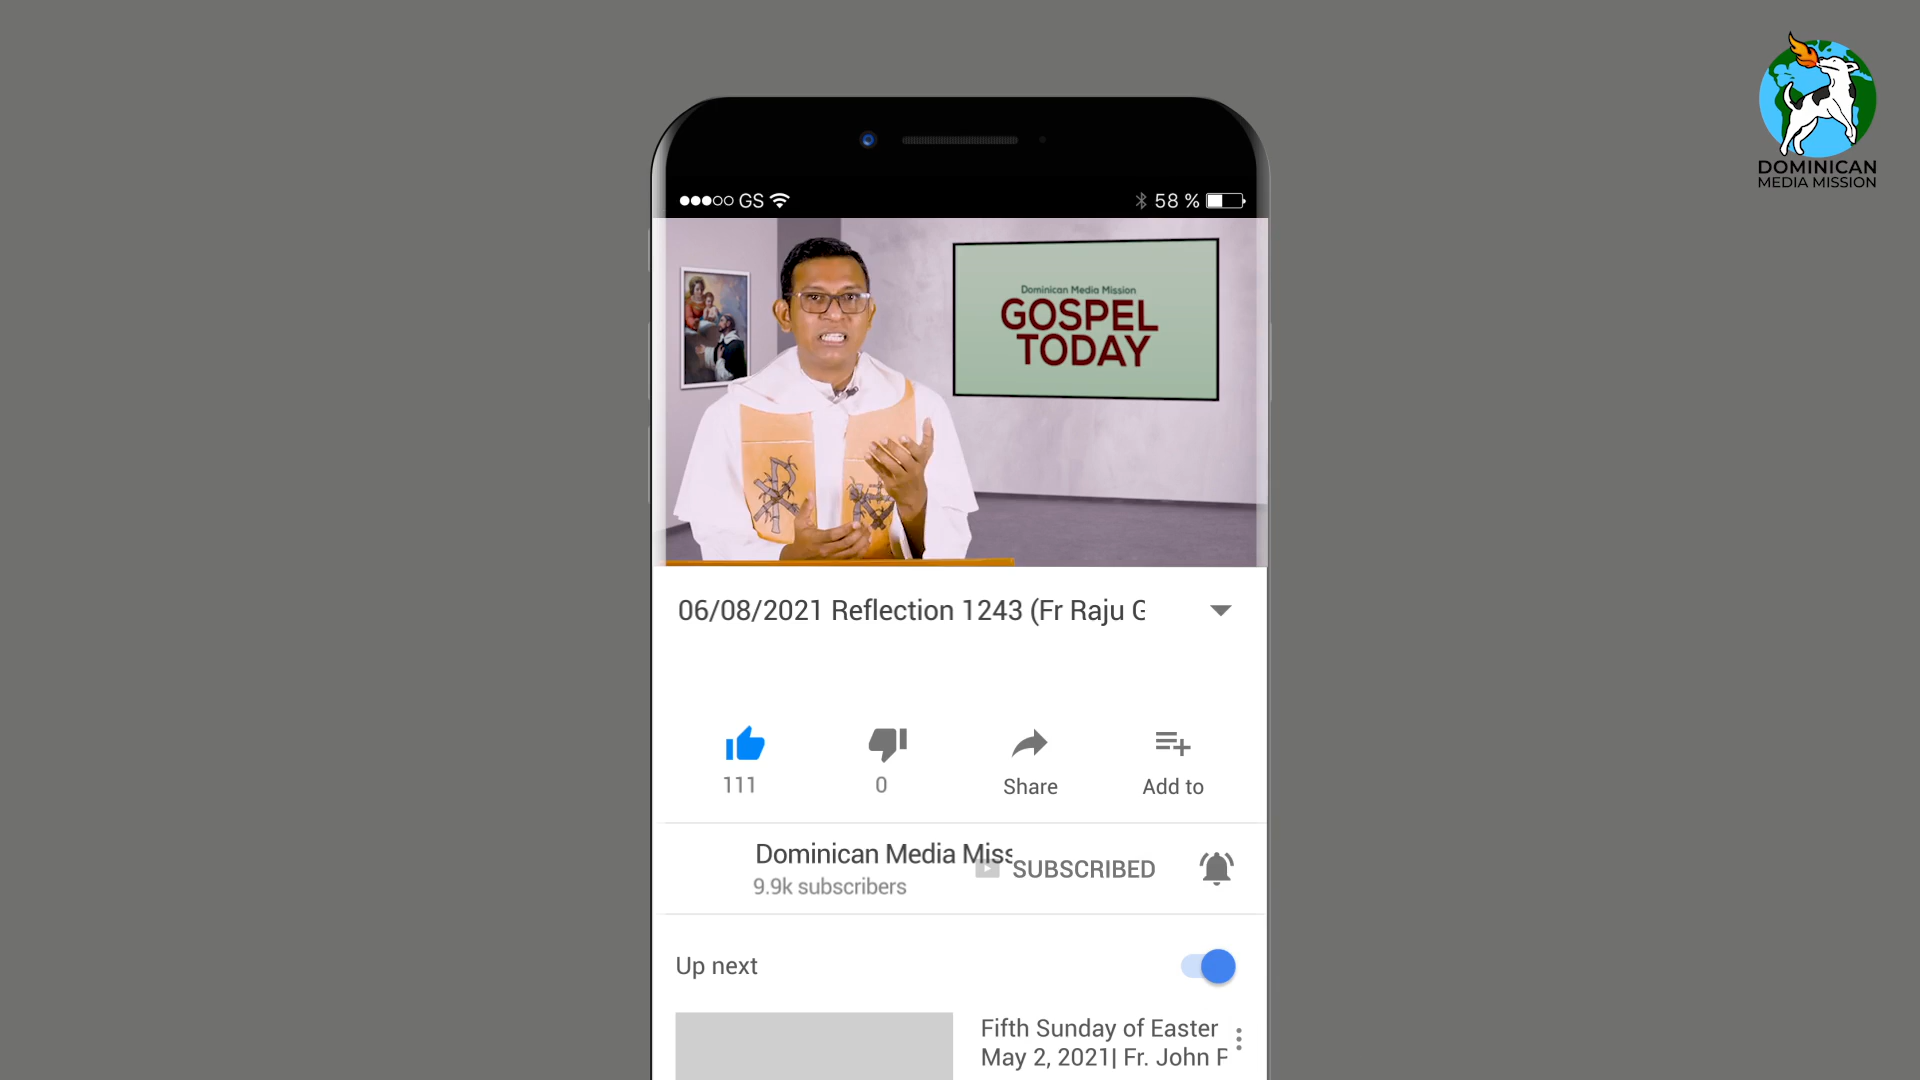 DOMINICAN
MEDIA MISSION
GS
58 %
Dominican Media Mission
GOSPEL
TODAY
06/08/2021 Reflection 1243 (Fr Raju G
111
0
Share
Add to
Dominican Media Miss
SUBSCRIBED
9.9k subscribers
Up next
Fifth Sunday of Easter
May 2, 2021| Fr. John F